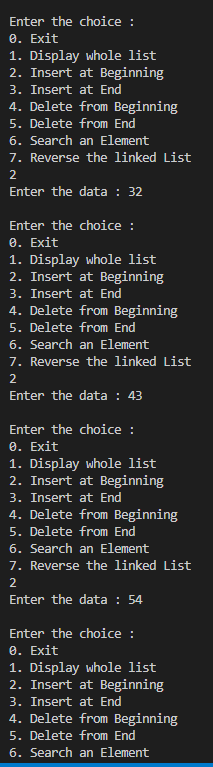 Enter the choice :
0. Exit
1. Display whole list
2. Insert at Beginning
3. Insert at End
4. Delete from Beginning
5. Delete from End
6. Search an Element
7. Reverse the linked List
2
Enter the data : 32
Enter the choice :
0. Exit
1. Display whole list
2. Insert at Beginning
3. Insert at End
4. Delete from Beginning
5. Delete from End
6. Search an Element
7. Reverse the linked List
2
Enter the data : 43
Enter the choice :
0. Exit
1. Display whole list
2. Insert at Beginning
3. Insert at End
4. Delete from Beginning
5. Delete from End
6. Search an Element
7. Reverse the linked List
2
Enter the data : 54
Enter the choice :
0. Exit
1. Display whole list
2. Insert at Beginning
3. Insert at End
4. Delete from Beginning
5. Delete from End
6. Search an Element